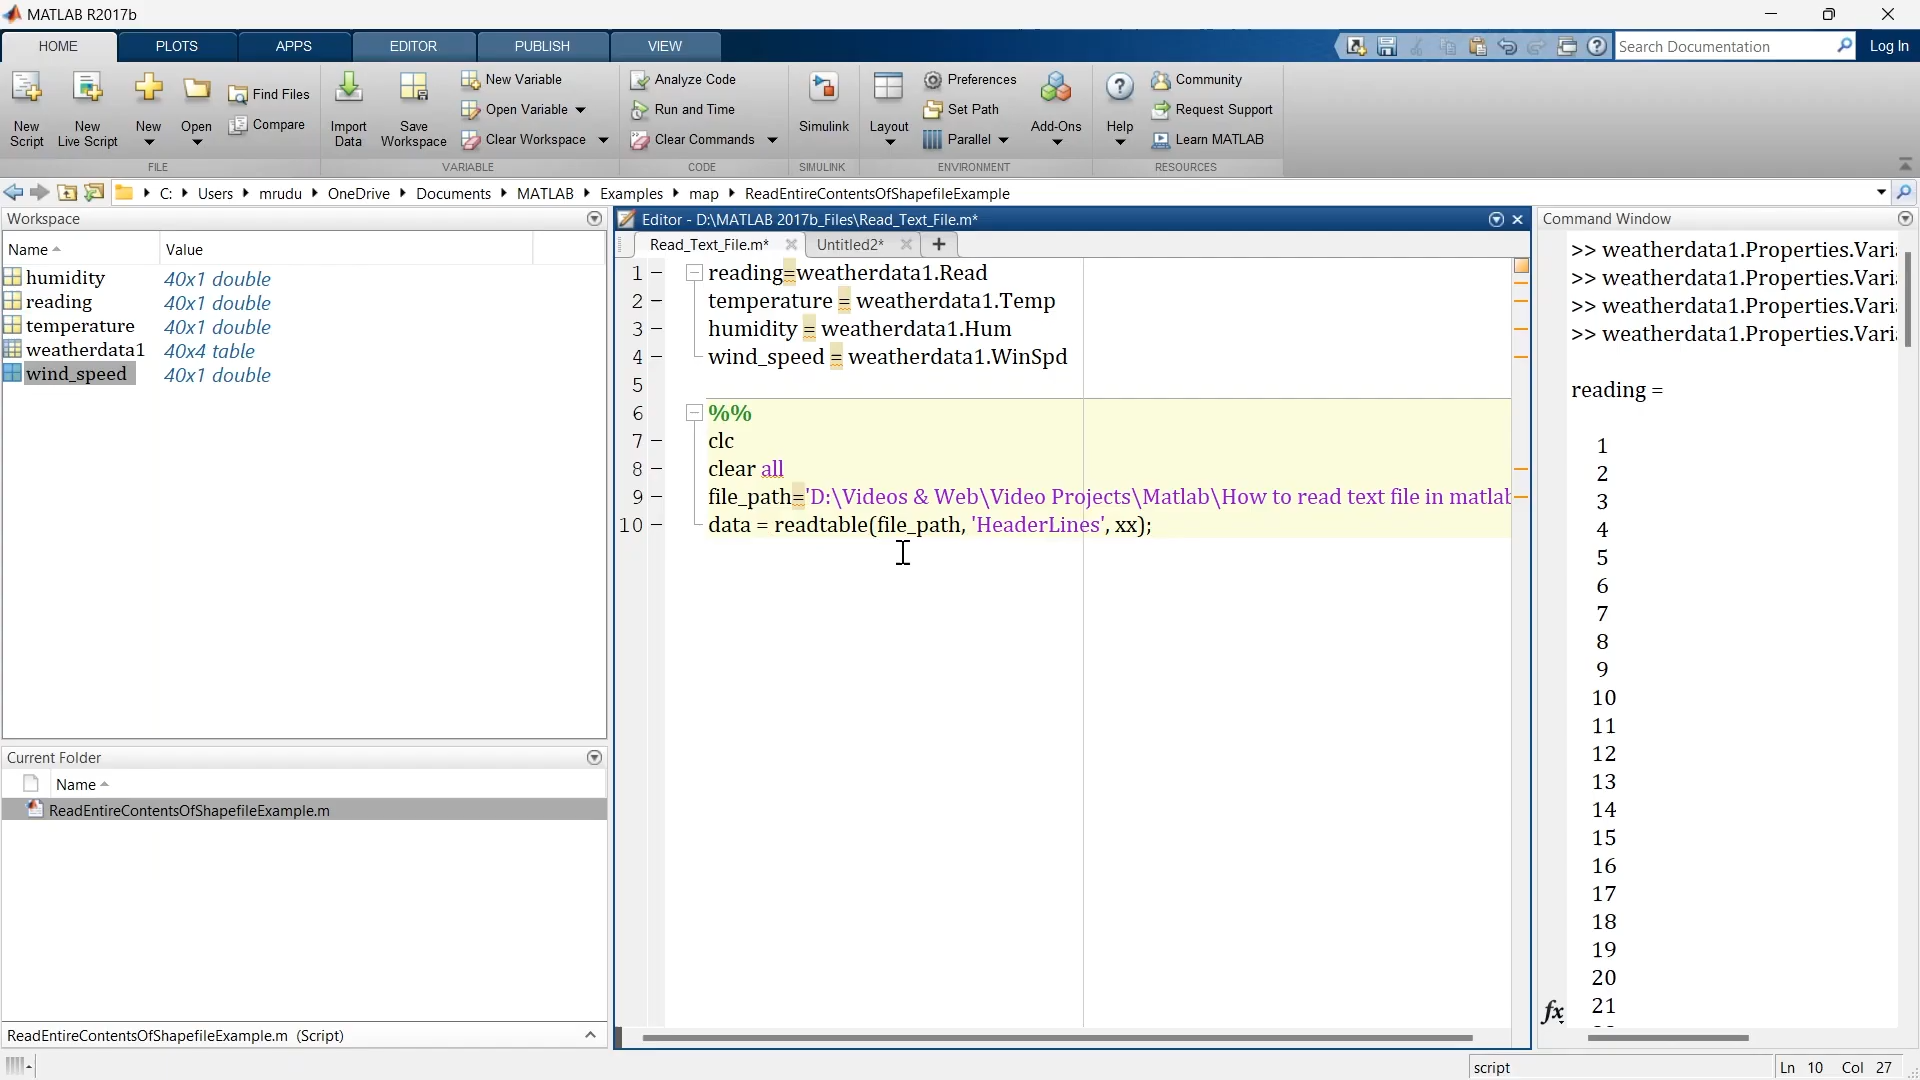 MATLAB R2017b
HOME PLOTS APPS EDITOR PUBLISH VIEW
Search Documentation
Log In
New Script
New Live Script
New
Open
Find Files
Compare
FILE
Import Data
Save Workspace
New Variable
Open Variable
Clear Workspace
VARIABLE
Analyze Code
Run and Time
Clear Commands
CODE
Simulink
SIMULINK
Layout
Preferences
Set Path
Parallel
Add-Ons
ENVIRONMENT
Help
Community
Request Support
Learn MATLAB
RESOURCES
C: Users mrudu OneDrive Documents MATLAB Examples map ReadEntireContentsOfShapefileExample
Workspace
Name Value
humidity 40x1 double
reading 40x1 double
temperature 40x1 double
weatherdata1 40x4 table
wind_speed 40x1 double
Current Folder
Name
ReadEntireContentsOfShapefileExample.m
ReadEntireContentsOfShapefileExample.m (Script)
Editor - D:\MATLAB 2017b_Files\Read_Text_File.m*
Read_Text_File.m* Untitled2*
1 reading=weatherdata1.Read
2 temperature = weatherdata1.Temp
3 humidity = weatherdata1.Hum
4 wind_speed = weatherdata1.WinSpd
5
6 %%
7 clc
8 clear all
9 file_path='D:\Videos & Web\Video Projects\Matlab\How to read text file in matlab
10 data = readtable(file_path, 'HeaderLines', xx);
Command Window
>> weatherdata1.Properties.Vari
>> weatherdata1.Properties.Vari
>> weatherdata1.Properties.Vari
>> weatherdata1.Properties.Vari
reading =
1
2
3
4
5
6
7
8
9
10
11
12
13
14
15
16
17
18
19
20
21
fx
script
Ln 10 Col 27